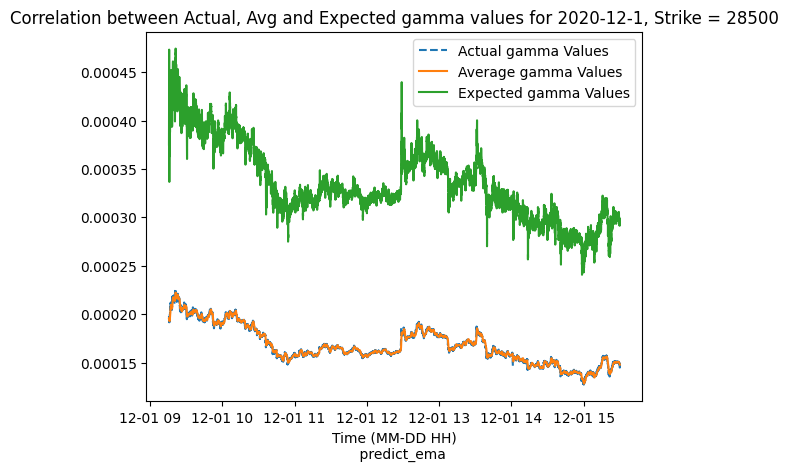 Correlation between Actual, Avg and Expected gamma values for 2020-12-1, Strike = 28500
Actual gamma Values
Average gamma Values
Expected gamma Values
0.00045
0.00040
0.00035
0.00030
0.00025
0.00020
0.00015
12-01 09 12-01 10 12-01 11 12-01 12 12-01 13 12-01 14 12-01 15
Time (MM-DD HH)
predict_ema